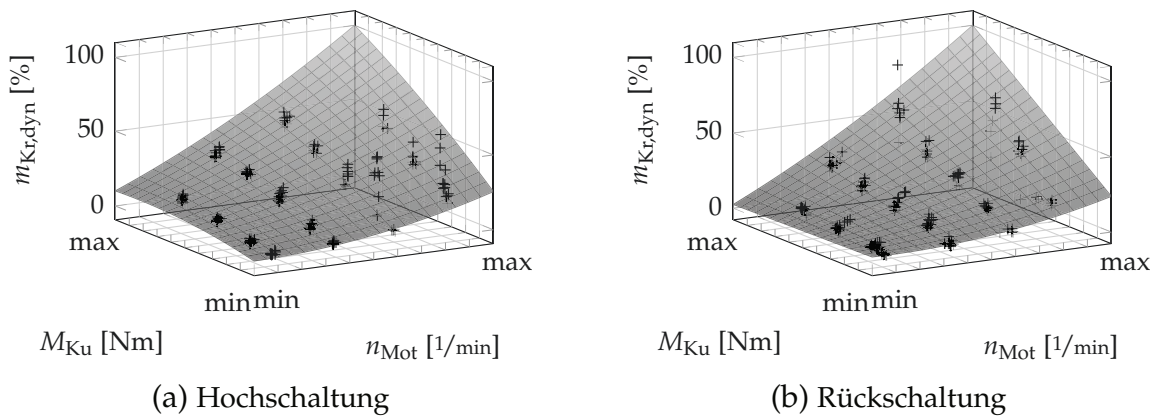 100
50
0
m_Kr,dyn [%]
max
min
min
max
M_Ku [Nm]
n_Mot [1/min]
(a) Hochschaltung
100
50
0
m_Kr,dyn [%]
max
min
min
max
M_Ku [Nm]
n_Mot [1/min]
(b) Rückschaltung